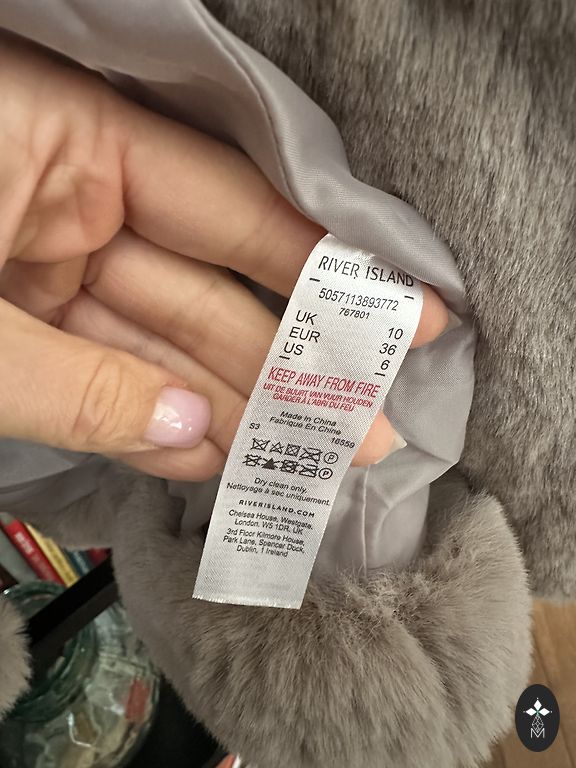 RIVER ISLAND
5057113893772
767801
UK 10
EUR 36
US 6
KEEP AWAY FROM FIRE
UIT DE BUURT VAN VUUR HOUDEN
GARDER À L'ABRI DU FEU
Made in China
Fabriqué En Chine
S3 16559
P
P
Dry clean only.
Nettoyage à sec uniquement.
RIVERISLAND.COM
Chelsea House, Westgate,
London. W5 1DR. UK
3rd Floor Kilmore House,
Park Lane, Spencer Dock,
Dublin, 1 Ireland
M